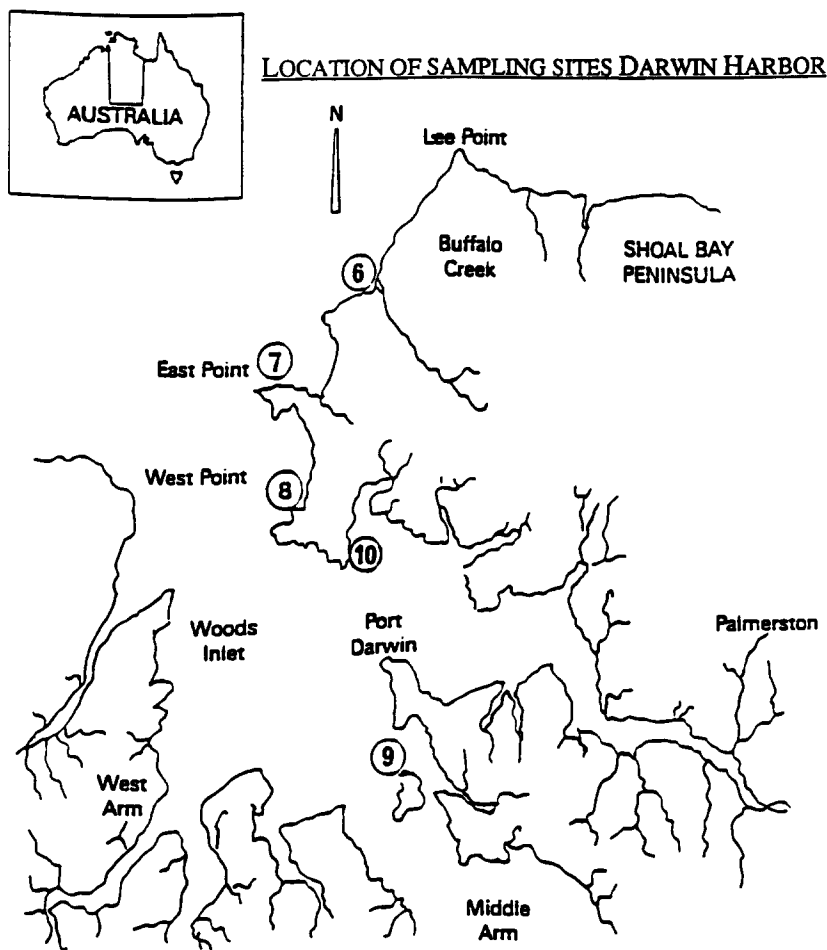 LOCATION OF SAMPLING SITES DARWIN HARBOR
AUSTRALIA
N
Lee Point
Buffalo
Creek
SHOAL BAY
PENINSULA
6
East Point
7
West Point
8
10
Woods
Inlet
Port
Darwin
Palmerston
9
West
Arm
Middle
Arm